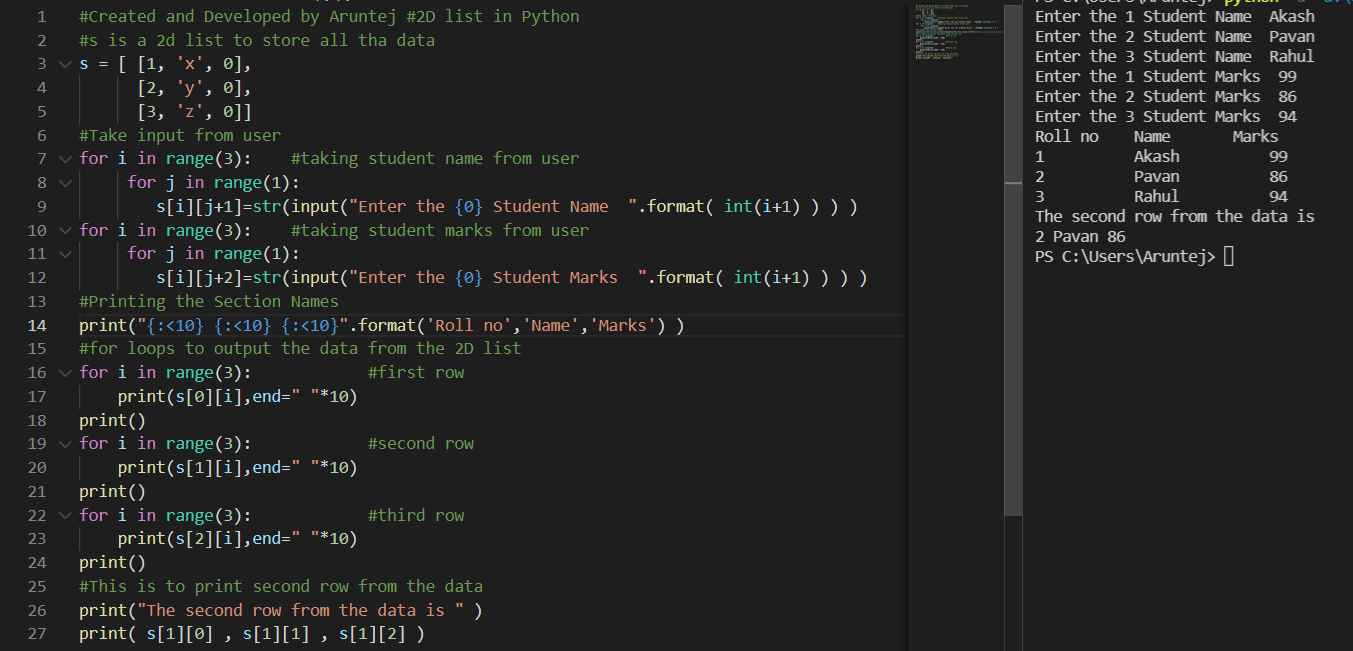 1 #Created and Developed by Aruntej #2D list in Python
2 #s is a 2d list to store all tha data
3 s = [ [1, 'x', 0],
4 [2, 'y', 0],
5 [3, 'z', 0]]
6 #Take input from user
7 for i in range(3):    #taking student name from user
8 for j in range(1):
9 s[i][j+1]=str(input("Enter the {0} Student Name  ".format( int(i+1) ) ) )
10 for i in range(3):    #taking student marks from user
11 for j in range(1):
12 s[i][j+2]=str(input("Enter the {0} Student Marks  ".format( int(i+1) ) ) )
13 #Printing the Section Names
14 print("{:<10} {:<10} {:<10}".format('Roll no','Name','Marks') )
15 #for loops to output the data from the 2D list
16 for i in range(3):            #first row
17 print(s[0][i],end=" "*10)
18 print()
19 for i in range(3):            #second row
20 print(s[1][i],end=" "*10)
21 print()
22 for i in range(3):            #third row
23 print(s[2][i],end=" "*10)
24 print()
25 #This is to print second row from the data
26 print("The second row from the data is " )
27 print( s[1][0] , s[1][1] , s[1][2] )
Enter the 1 Student Name  Akash
Enter the 2 Student Name  Pavan
Enter the 3 Student Name  Rahul
Enter the 1 Student Marks  99
Enter the 2 Student Marks  86
Enter the 3 Student Marks  94
Roll no    Name       Marks
1          Akash          99
2          Pavan          86
3          Rahul          94
The second row from the data is
2 Pavan 86
PS C:\Users\Aruntej>